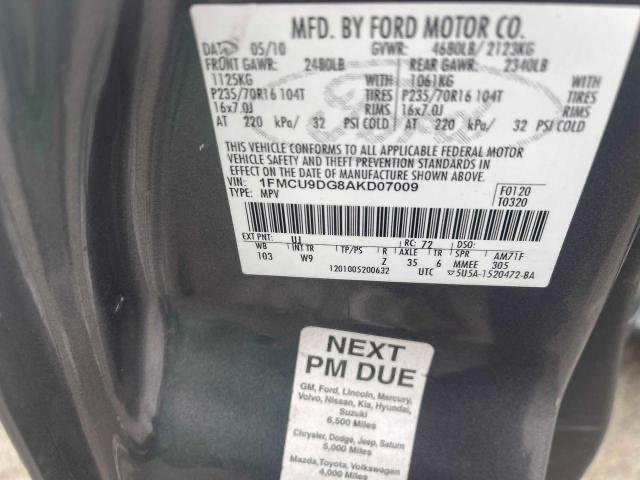 MFD. BY FORD MOTOR CO.
DATE: 05/10 GVWR: 4680LB/ 2123KG
FRONT GAWR: 2480LB REAR GAWR: 2340LB
1125KG WITH 1061KG WITH
P235/70R16 104T TIRES P235/70R16 104T TIRES
16x7.0J RIMS 16x7.0J RIMS
AT 220 kPa/ 32 PSI COLD AT 220 kPa/ 32 PSI COLD
THIS VEHICLE CONFORMS TO ALL APPLICABLE FEDERAL MOTOR
VEHICLE SAFETY AND THEFT PREVENTION STANDARDS IN
EFFECT ON THE DATE OF MANUFACTURE SHOWN ABOVE.
VIN: 1FMCU9DG8AKD07009
TYPE: MPV
F0120
T0320
EXT PNT: UJ RC: 72 DSO:
WB INT TR TP/PS R AXLE TR SPR AM71F
103 W9 Z 35 6 MMEE 305
1201005200632 UTC 5U5A-1520472-BA
NEXT
PM DUE
GM, Ford, Lincoln, Mercury,
Volvo, Nissan, Kia, Hyundai,
Suzuki
6,500 Miles
Chrysler, Dodge, Jeep, Saturn
5,000 Miles
Mazda, Toyota, Volkswagen
4,000 Miles